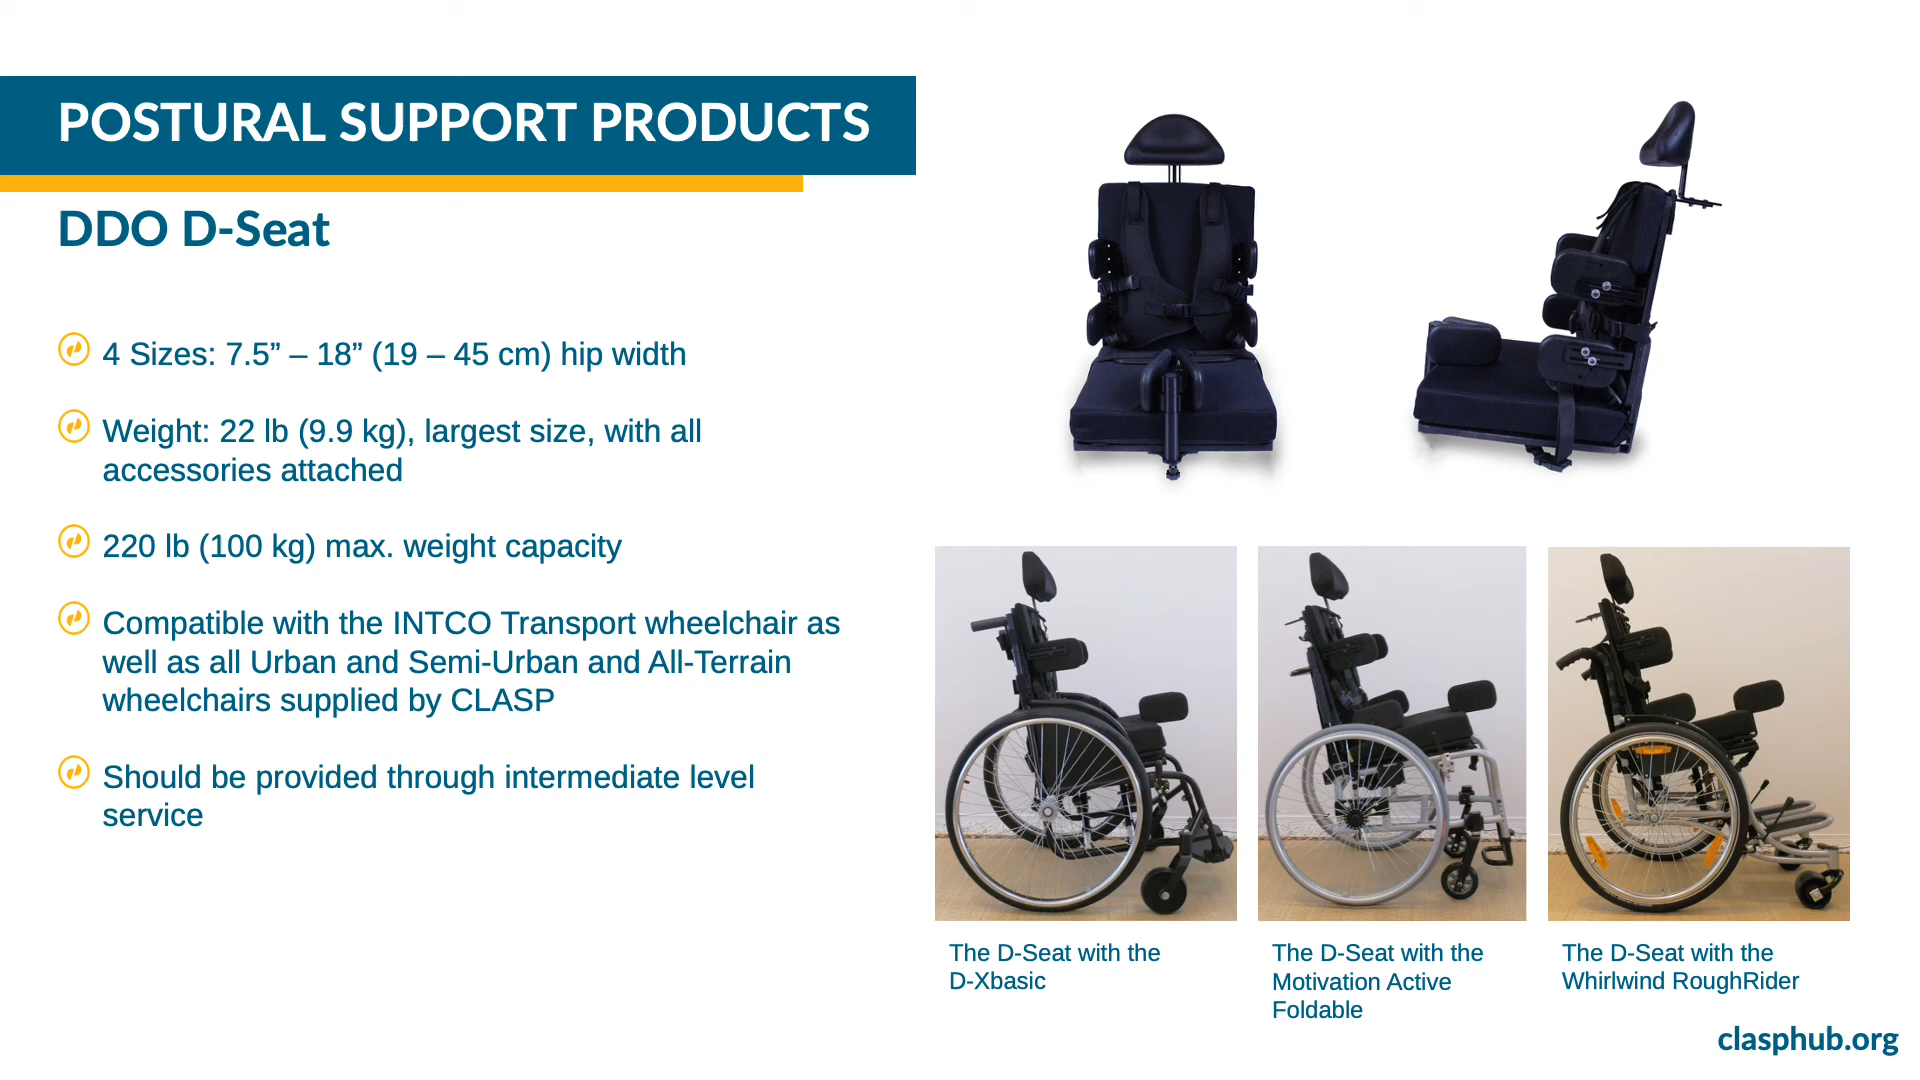 POSTURAL SUPPORT PRODUCTS
DDO D-Seat
4 Sizes: 7.5” – 18” (19 – 45 cm) hip width
Weight: 22 lb (9.9 kg), largest size, with all
accessories attached
220 lb (100 kg) max. weight capacity
Compatible with the INTCO Transport wheelchair as
well as all Urban and Semi-Urban and All-Terrain
wheelchairs supplied by CLASP
Should be provided through intermediate level
service
The D-Seat with the
D-Xbasic
The D-Seat with the
Motivation Active
Foldable
The D-Seat with the
Whirlwind RoughRider
clasphub.org